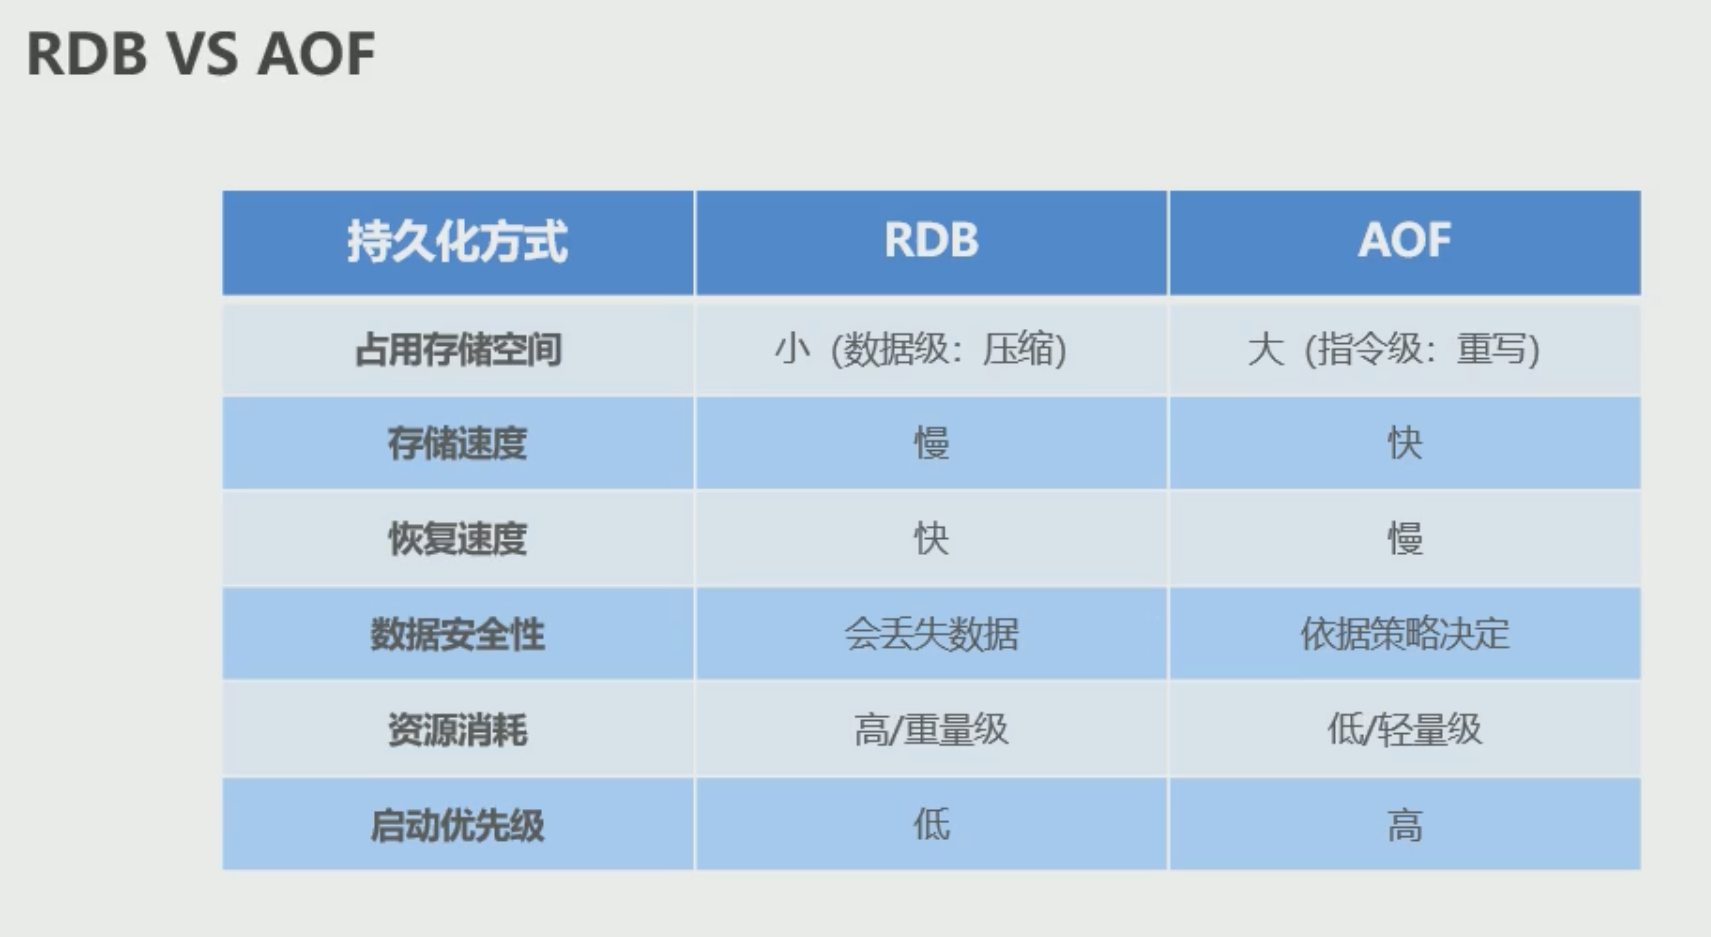 RDB VS AOF
持久化方式 RDB AOF
占用存储空间 小（数据级：压缩） 大（指令级：重写）
存储速度 慢 快
恢复速度 快 慢
数据安全性 会丢失数据 依据策略决定
资源消耗 高/重量级 低/轻量级
启动优先级 低 高